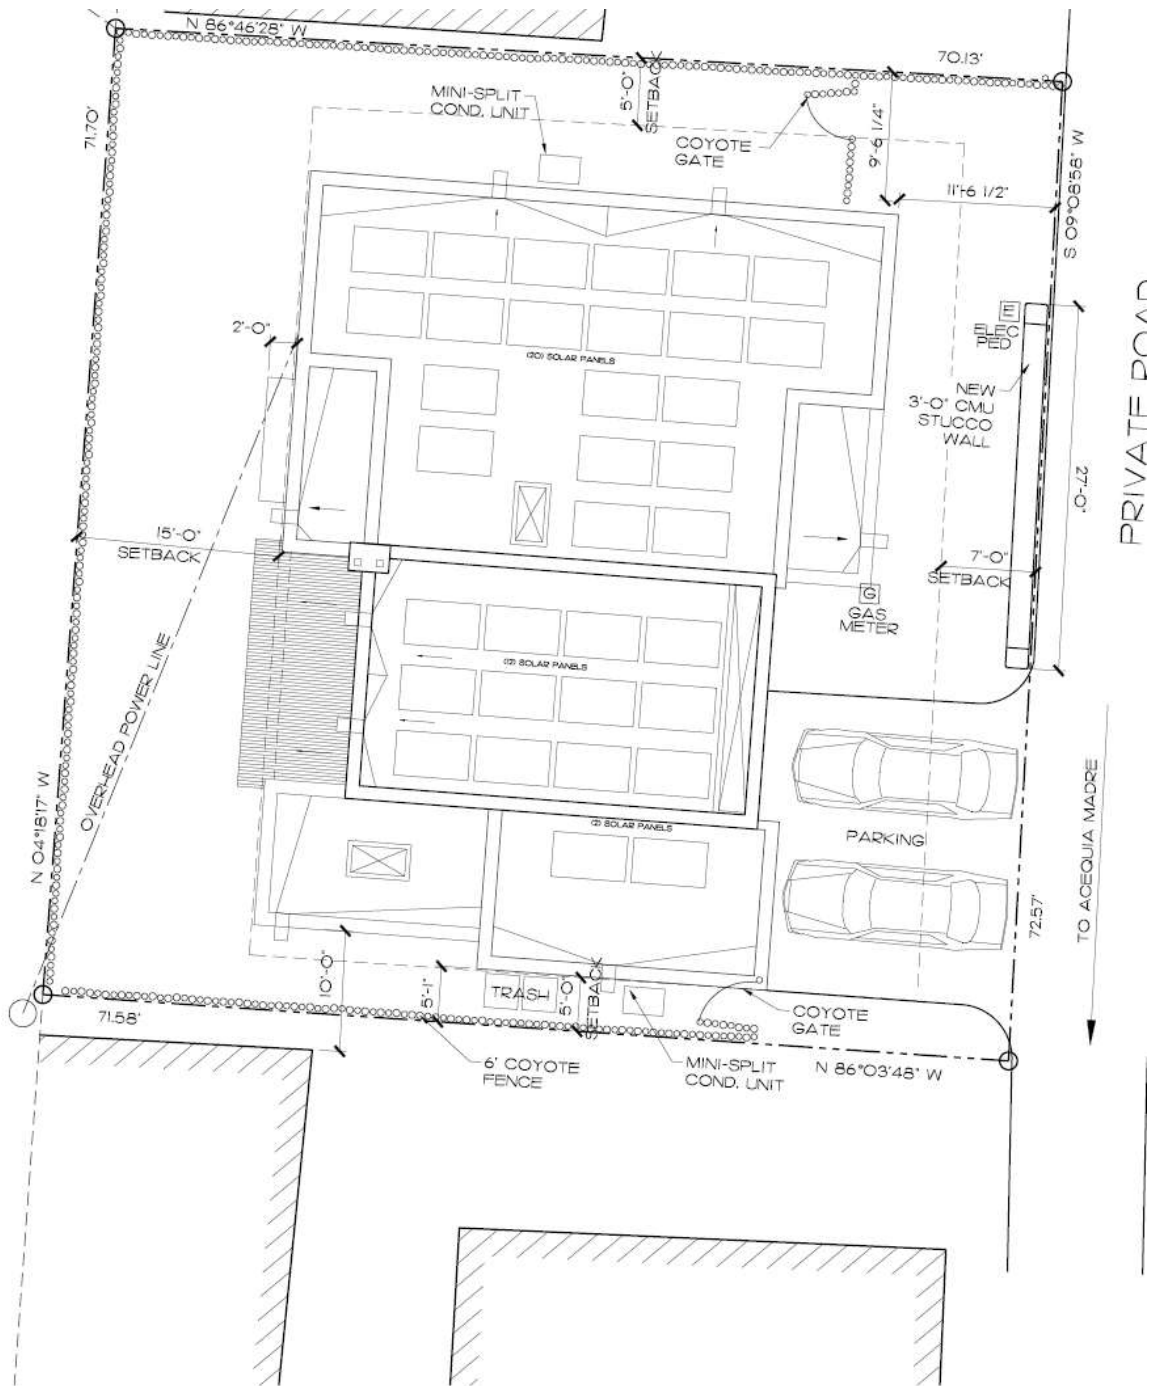 N 86°46'28" W
70.13'
71.70'
MINI-SPLIT
COND. UNIT
5'-0"
SETBACK
COYOTE
GATE
9'-6 1/4"
11'-6 1/2"
S 09°08'58" W
PRIVATE ROAD
E
ELEC
PED
2'-0"
(20) SOLAR PANELS
NEW
3'-0" CMU
STUCCO
WALL
27'-0"
15'-0"
SETBACK
7'-0"
SETBACK
G
GAS
METER
OVERHEAD POWER LINE
(12) SOLAR PANELS
N 04°18'17" W
(2) SOLAR PANELS
PARKING
TO ACEQUIA MADRE
72.57'
10'-0"
5'-1"
TRASH
5'-0"
SETBACK
71.58'
COYOTE
GATE
6' COYOTE
FENCE
MINI-SPLIT
COND. UNIT
N 86°03'48" W